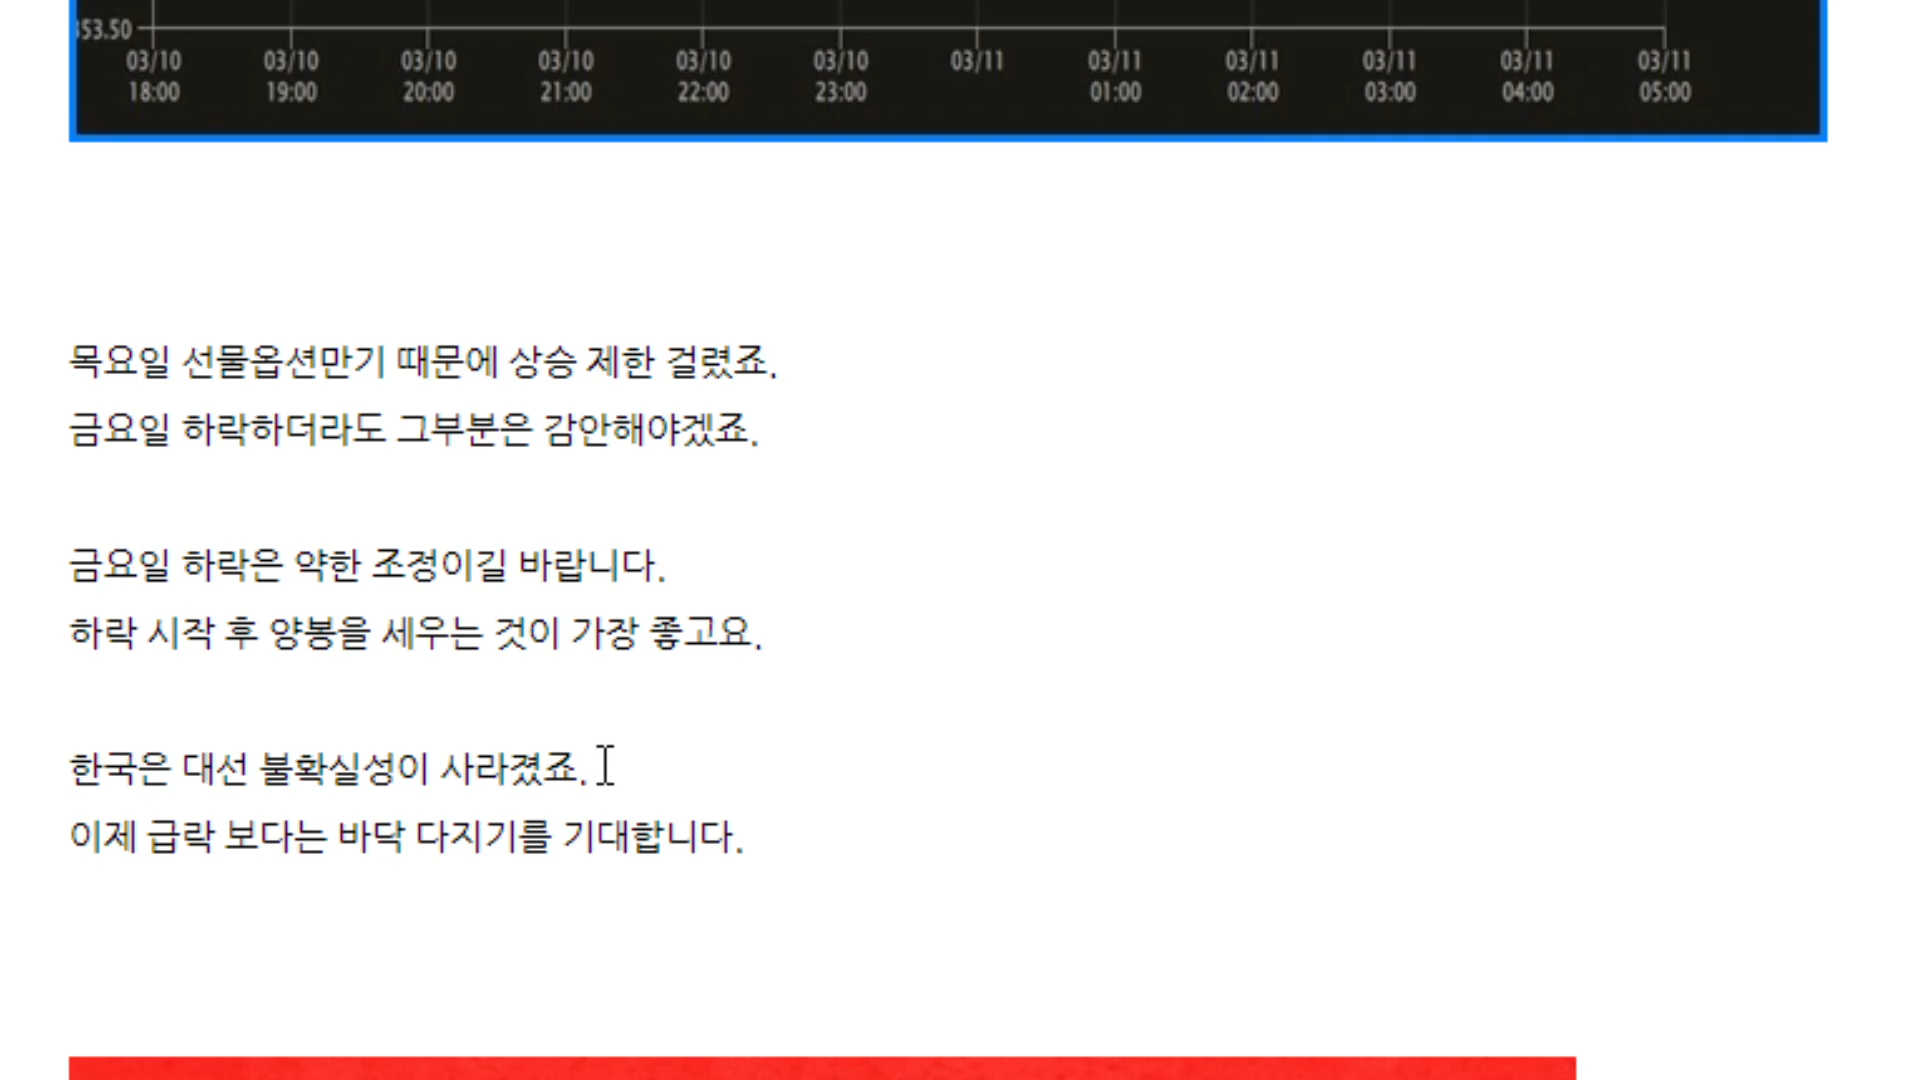 53.50
03/10 03/10 03/10 03/10 03/10 03/10 03/11 03/11 03/11 03/11 03/11 03/11
18:00 19:00 20:00 21:00 22:00 23:00 01:00 02:00 03:00 04:00 05:00
목요일 선물옵션만기 때문에 상승 제한 걸렸죠.
금요일 하락하더라도 그부분은 감안해야겠죠.
금요일 하락은 약한 조정이길 바랍니다.
하락 시작 후 양봉을 세우는 것이 가장 좋고요.
한국은 대선 불확실성이 사라졌죠.
이제 급락 보다는 바닥 다지기를 기대합니다.